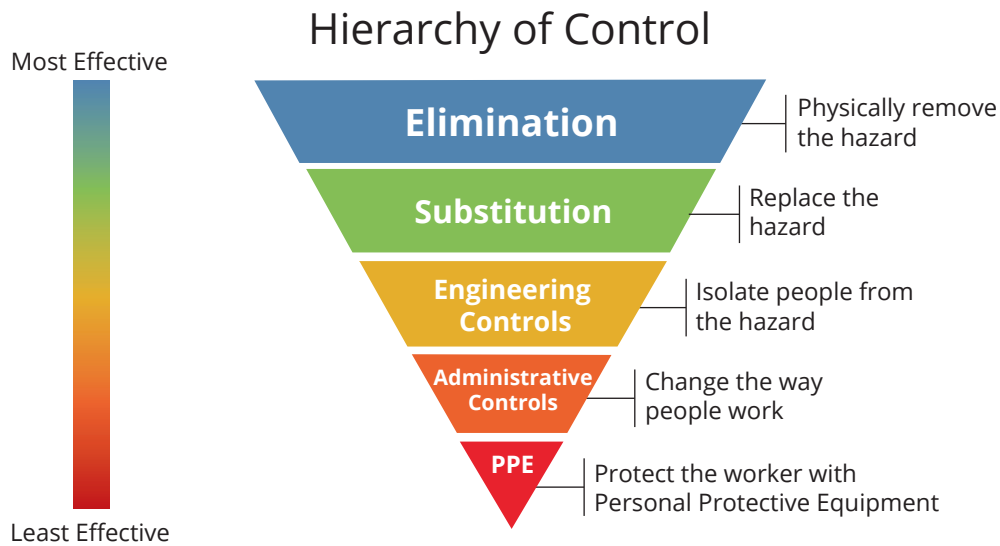 Hierarchy of Control
Most Effective
Elimination
Physically remove
the hazard
Substitution
Replace the
hazard
Engineering
Controls
Isolate people from
the hazard
Administrative
Controls
Change the way
people work
PPE
Protect the worker with
Personal Protective Equipment
Least Effective